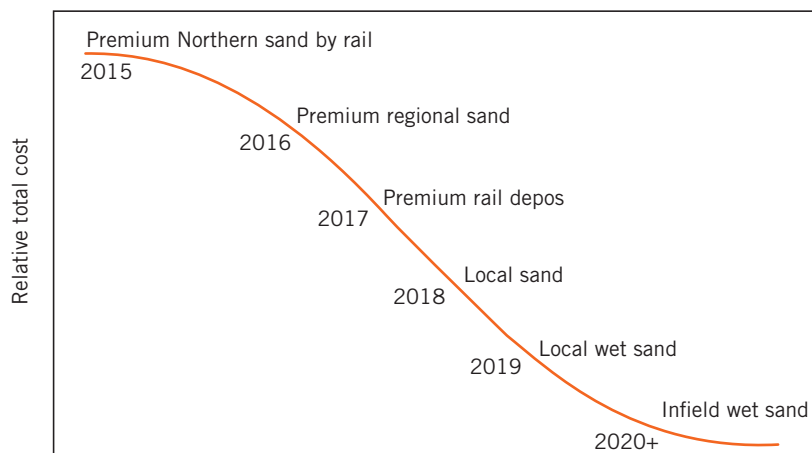 Premium Northern sand by rail
2015
Premium regional sand
2016
Premium rail depos
2017
Local sand
2018
Local wet sand
2019
Infield wet sand
2020+
Relative total cost